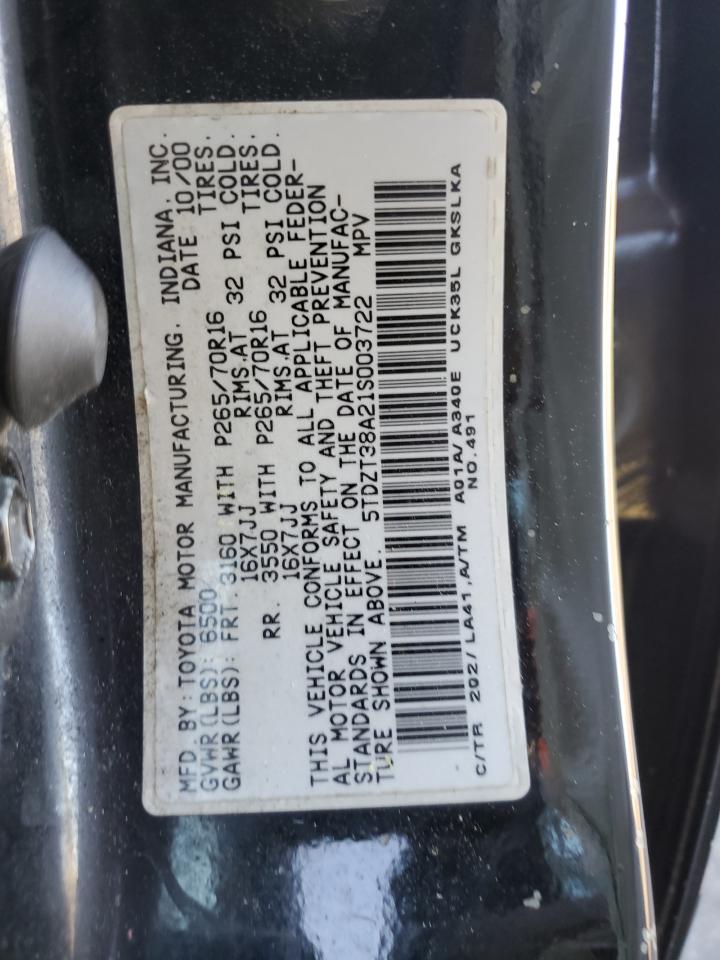 MFD BY: TOYOTA MOTOR MANUFACTURING, INDIANA, INC.
GVWR(LBS): 6500 DATE 10/00
GAWR(LBS): FRT 3160 WITH P265/70R16 TIRES.
16X7JJ RIMS.AT 32 PSI COLD.
RR. 3550 WITH P265/70R16 TIRES.
16X7JJ RIMS.AT 32 PSI COLD.
THIS VEHICLE CONFORMS TO ALL APPLICABLE FEDER-
AL MOTOR VEHICLE SAFETY AND THEFT PREVENTION
STANDARDS IN EFFECT ON THE DATE OF MANUFAC-
TURE SHOWN ABOVE. 5TDZT38A21S003722 MPV
C/TR 202/LA41,A/TM A01A/A340E UCK35L GKSLKA
NO.491